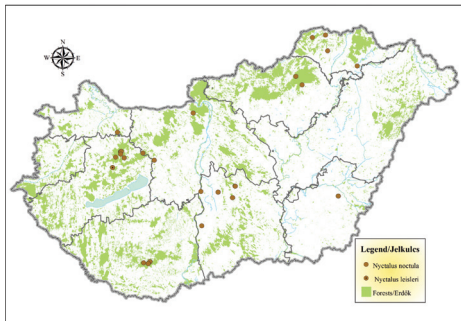 N
W E
S
Legend/Jelkulcs
Nyctalus noctula
Nyctalus leisleri
Forests/Erdők